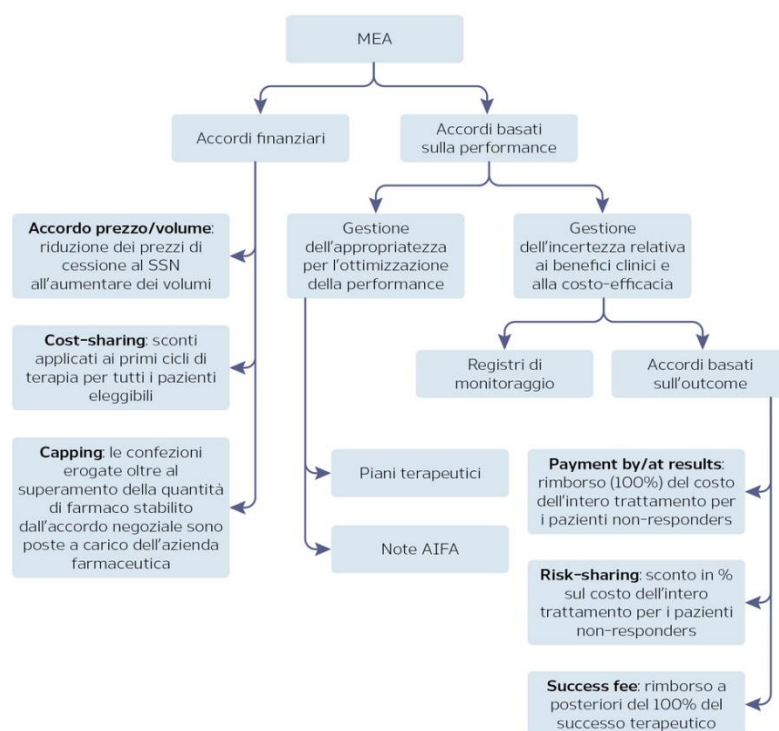 MEA
Accordi finanziari
Accordi basati
sulla performance
Accordo prezzo/volume:
riduzione dei prezzi di
cessione al SSN
all'aumentare dei volumi
Cost-sharing: sconti
applicati ai primi cicli di
terapia per tutti i pazienti
eleggibili
Capping: le confezioni
erogate oltre al
superamento della quantità
di farmaco stabilito
dall'accordo negoziale sono
poste a carico dell'azienda
farmaceutica
Gestione
dell'appropriatezza
per l'ottimizzazione
della performance
Gestione
dell'incertezza relativa
ai benefici clinici e
alla costo-efficacia
Registri di
monitoraggio
Accordi basati
sull'outcome
Piani terapeutici
Note AIFA
Payment by/at results:
rimborso (100%) del costo
dell'intero trattamento per
i pazienti non-responders
Risk-sharing: sconto in %
sul costo dell'intero
trattamento per i pazienti
non-responders
Success fee: rimborso a
posteriori del 100% del
successo terapeutico